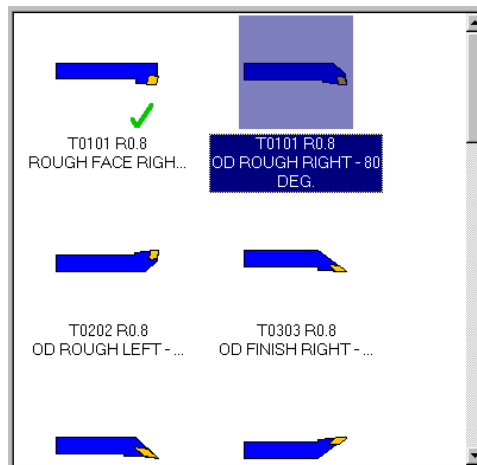 T0101 R0.8
ROUGH FACE RIGH...
T0101 R0.8
OD ROUGH RIGHT - 80
DEG.
T0202 R0.8
OD ROUGH LEFT - ...
T0303 R0.8
OD FINISH RIGHT - ...